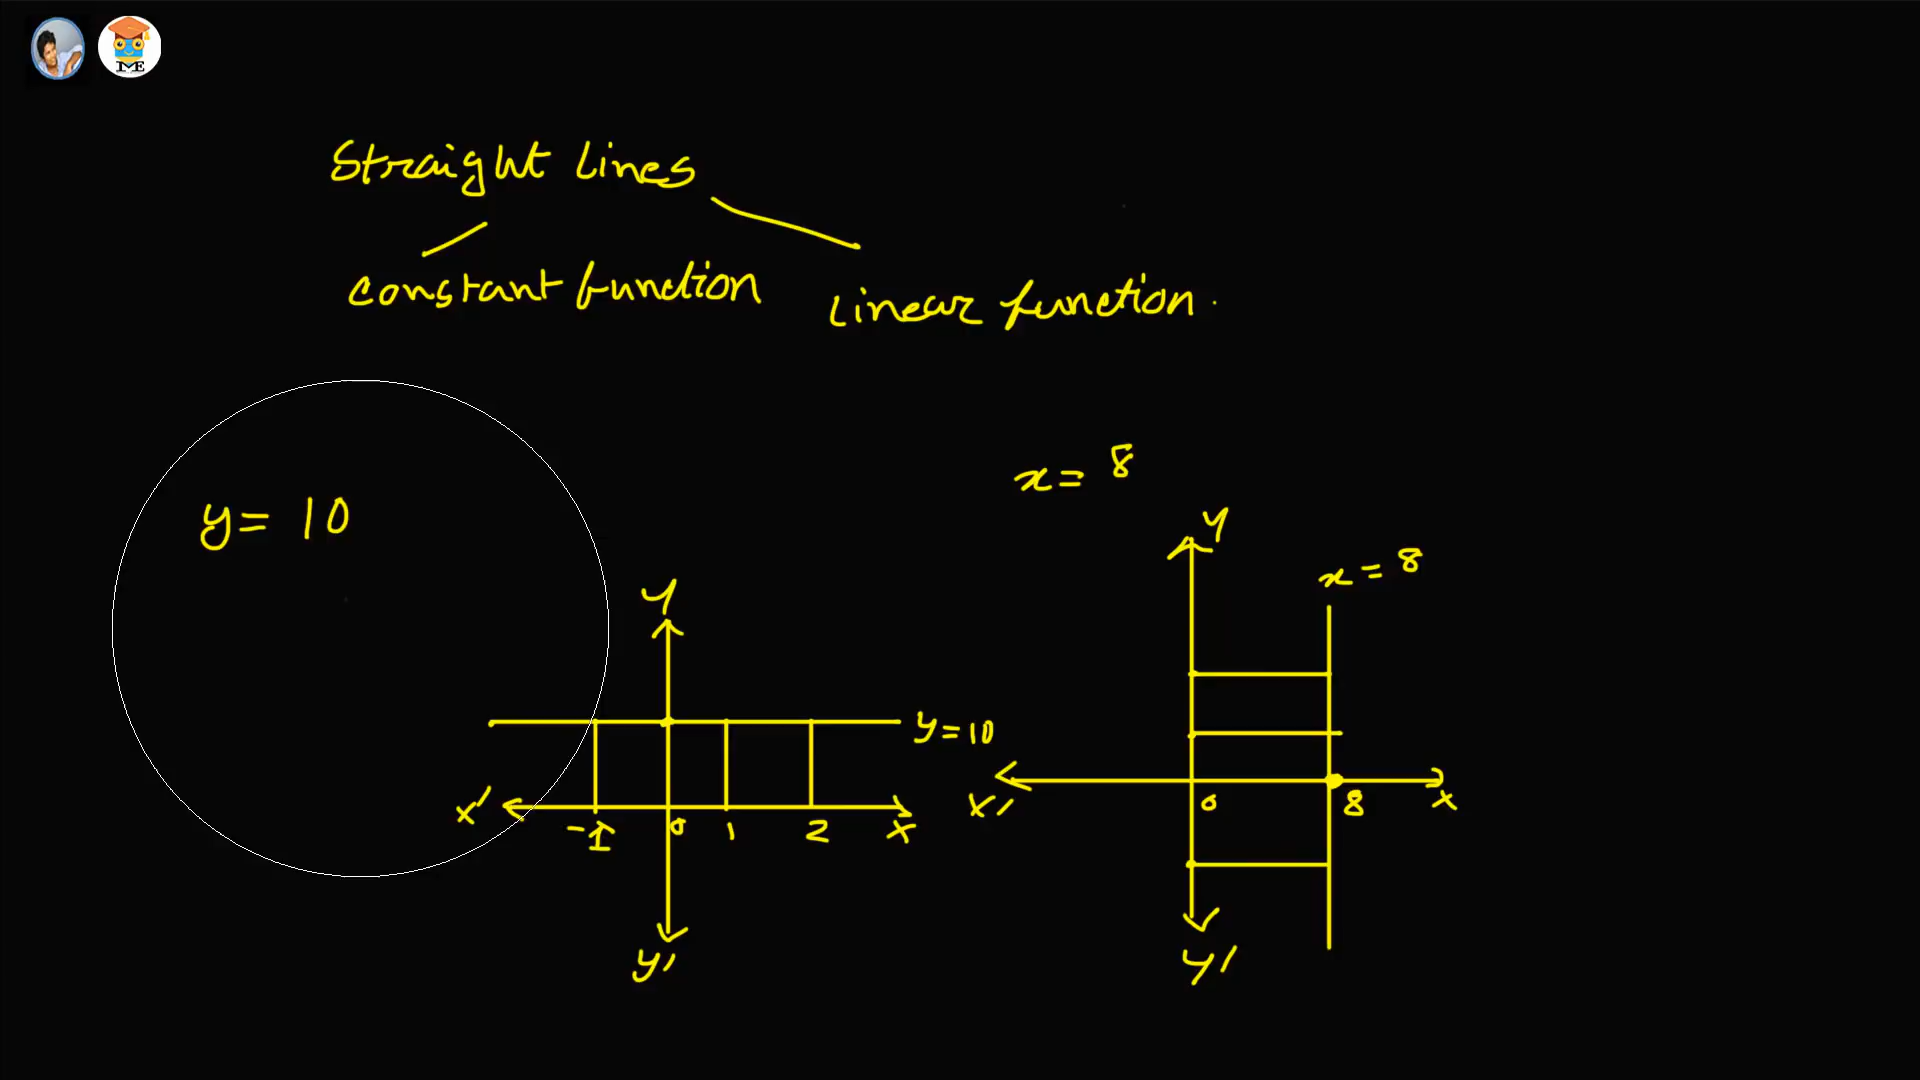 ME
Straight Lines
constant function
Linear function.
y = 10
x = 8
Y
x = 8
Y
y = 10
X'
-1 0 1 2 X
X'
0 8 X
y'
y'